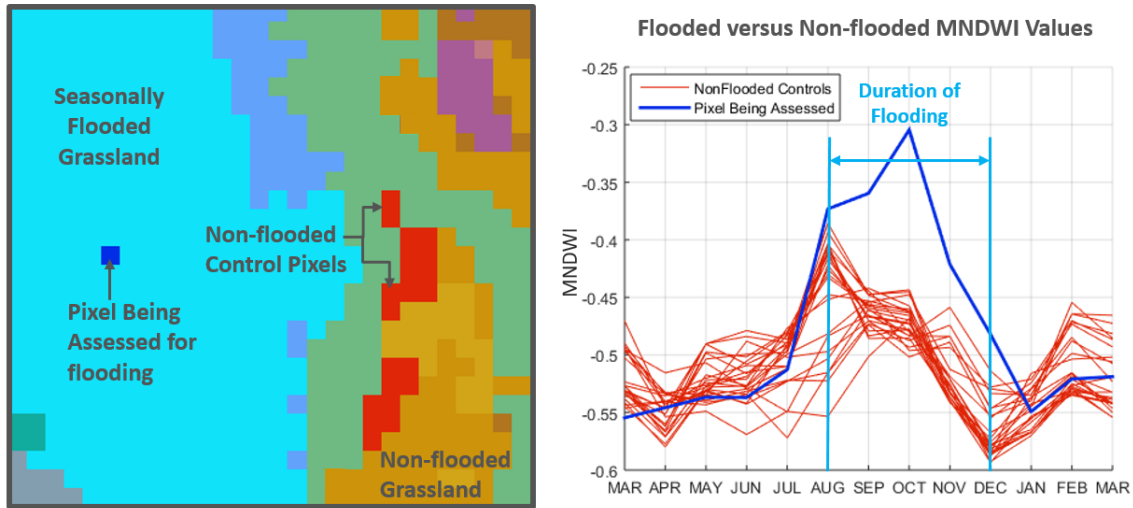 Seasonally
Flooded
Grassland
Non-flooded
Control Pixels
Pixel Being
Assessed for
flooding
Non-flooded
Grassland
Flooded versus Non-flooded MNDWI Values
NonFlooded Controls
Pixel Being Assessed
Duration of
Flooding
MNDWI
-0.25
-0.3
-0.35
-0.4
-0.45
-0.5
-0.55
-0.6
MAR APR MAY JUN JUL AUG SEP OCT NOV DEC JAN FEB MAR